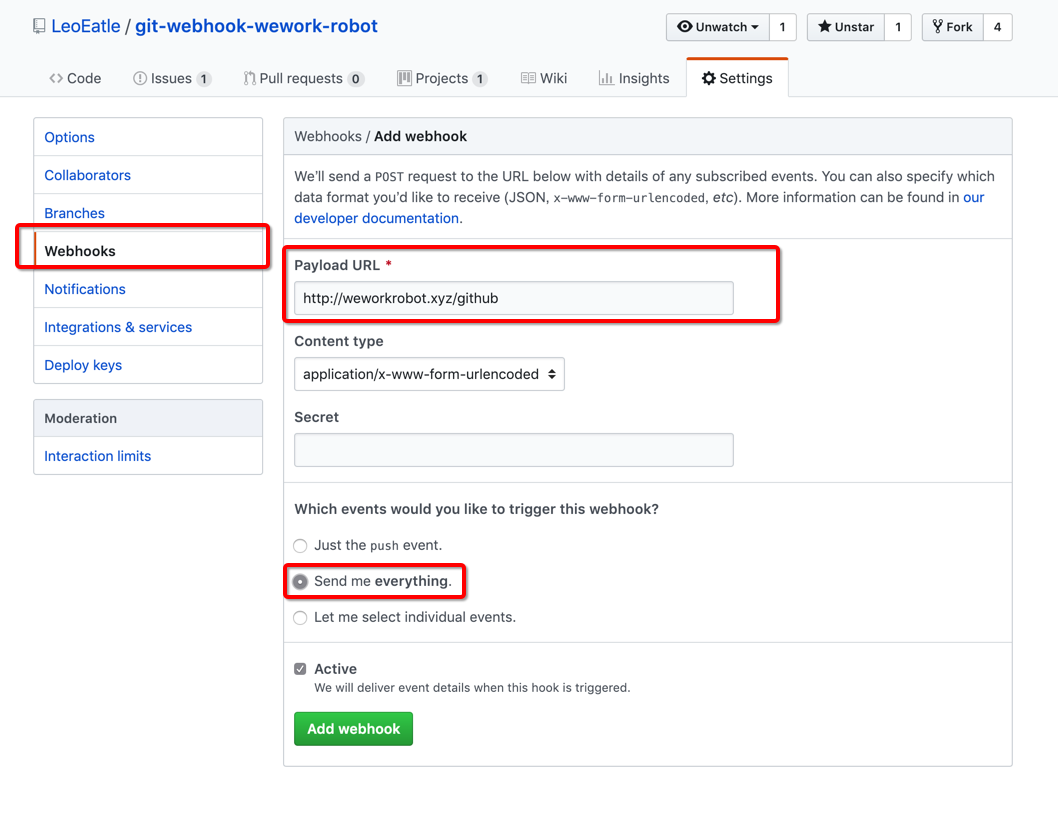 LeoEatle / git-webhook-wework-robot
Unwatch 1 Unstar 1 Fork 4
Code Issues 1 Pull requests 0 Projects 1 Wiki Insights Settings
Options
Collaborators
Branches
Webhooks
Notifications
Integrations & services
Deploy keys
Moderation
Interaction limits
Webhooks / Add webhook
We’ll send a POST request to the URL below with details of any subscribed events. You can also specify which
data format you’d like to receive (JSON, x-www-form-urlencoded, etc). More information can be found in our
developer documentation.
Payload URL *
http://weworkrobot.xyz/github
Content type
application/x-www-form-urlencoded
Secret
Which events would you like to trigger this webhook?
Just the push event.
Send me everything.
Let me select individual events.
Active
We will deliver event details when this hook is triggered.
Add webhook